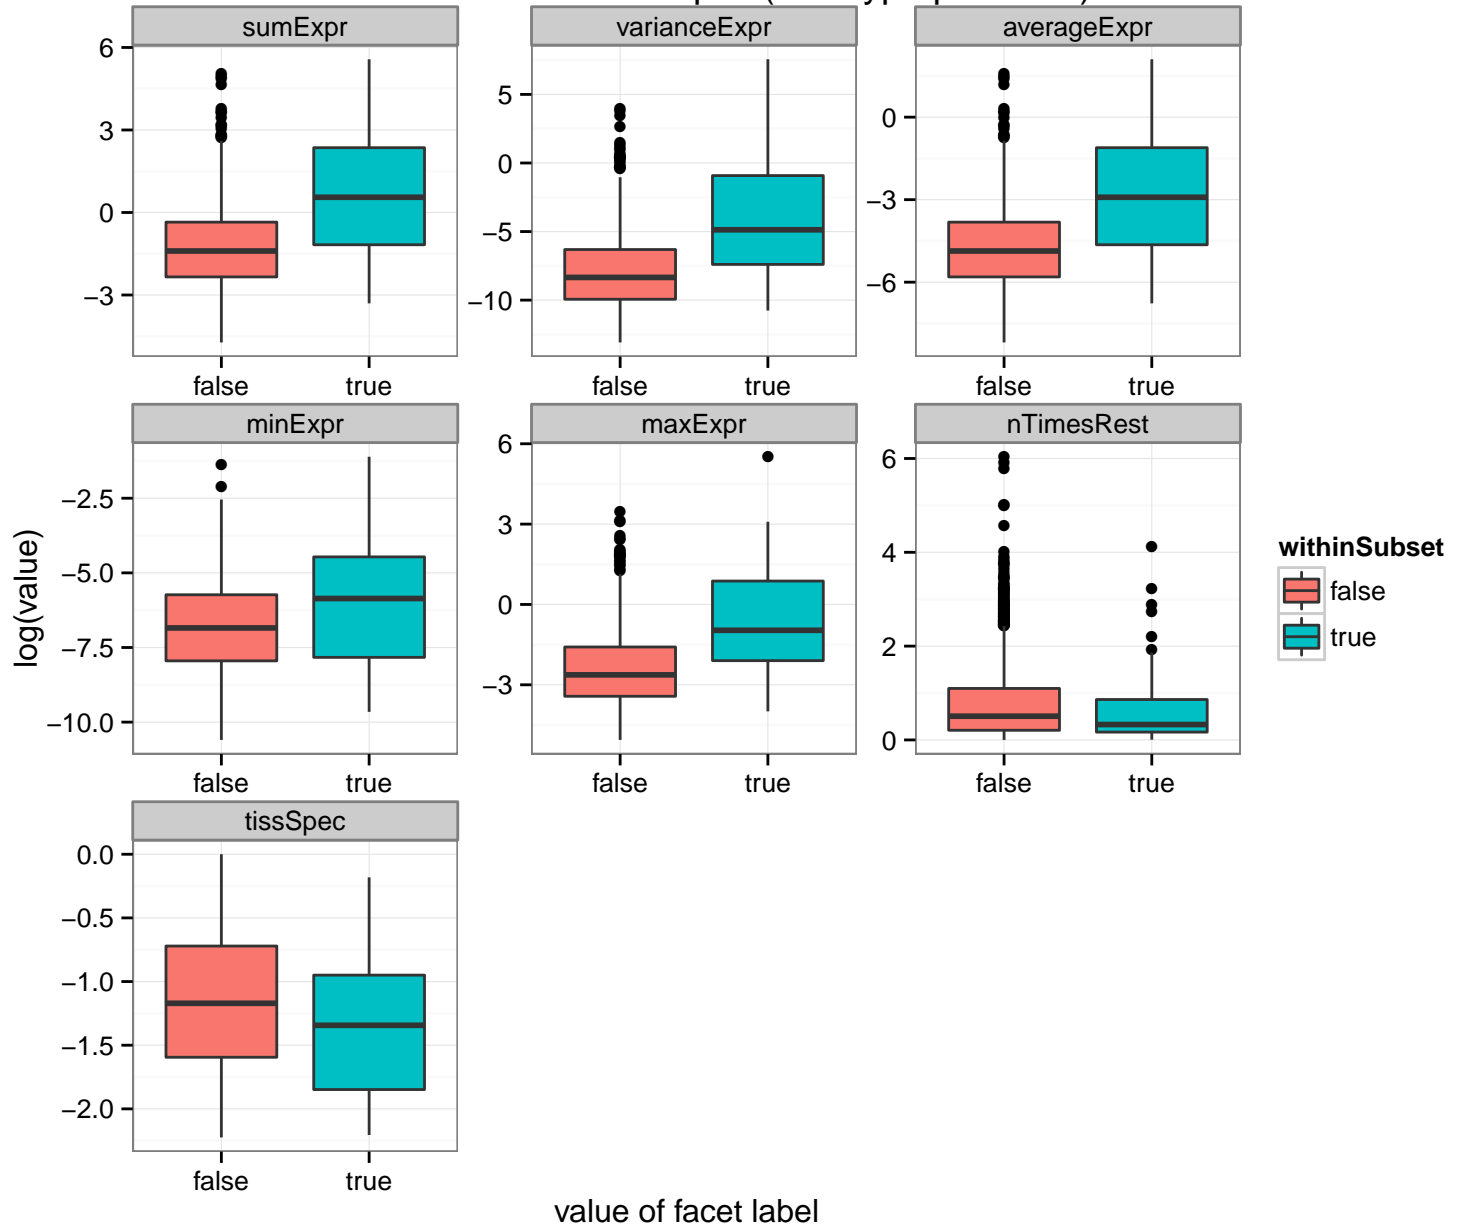 sumExpr varianceExpr averageExpr
6
3
0
−3
5
0
−5
−10
0
−3
−6
false true false true false true
minExpr maxExpr nTimesRest
−2.5
−5.0
−7.5
−10.0
6
3
0
−3
6
4
2
0
false true false true false true
tissSpec
0.0
−0.5
−1.0
−1.5
−2.0
false true
log(value)
value of facet label
withinSubset
false
true